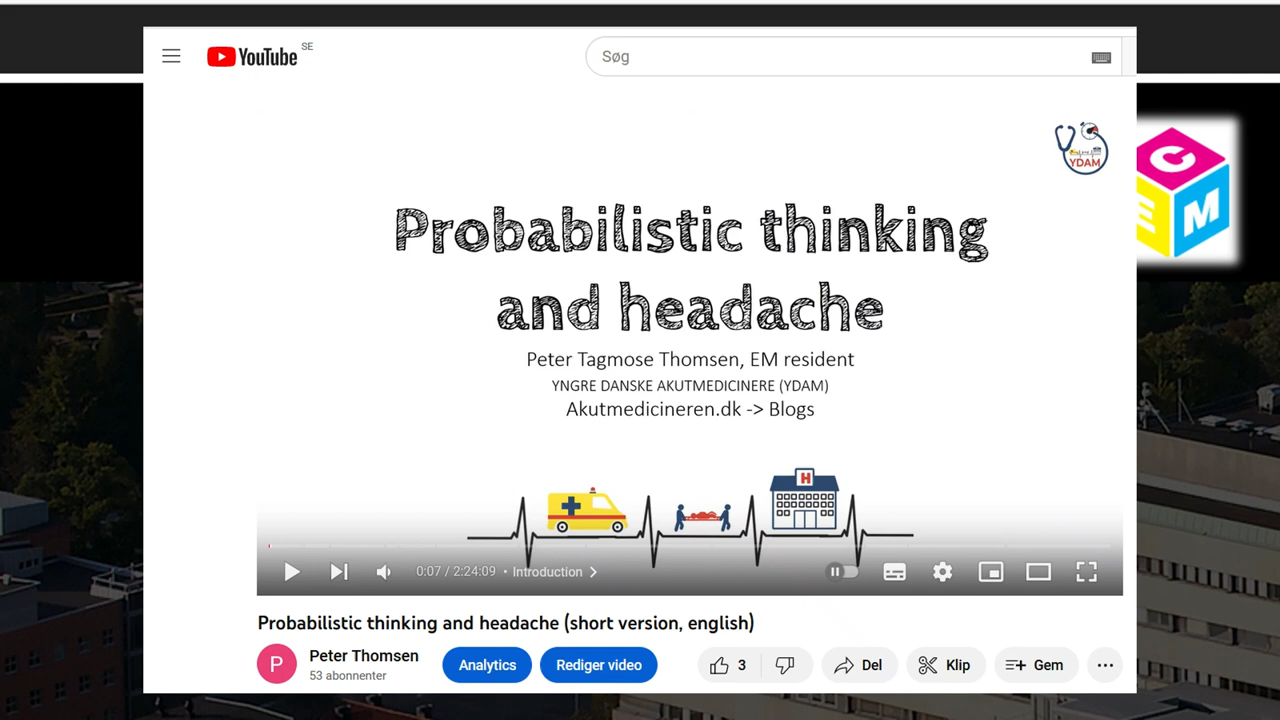 YouTube SE
Søg
YDAM
C
E M
Probabilistic thinking
and headache
Peter Tagmose Thomsen, EM resident
YNGRE DANSKE AKUTMEDICINERE (YDAM)
Akutmedicineren.dk -> Blogs
H
0:07 / 2:24:09 • Introduction
Probabilistic thinking and headache (short version, english)
P
Peter Thomsen
53 abonnenter
Analytics
Rediger video
3
Del
Klip
Gem